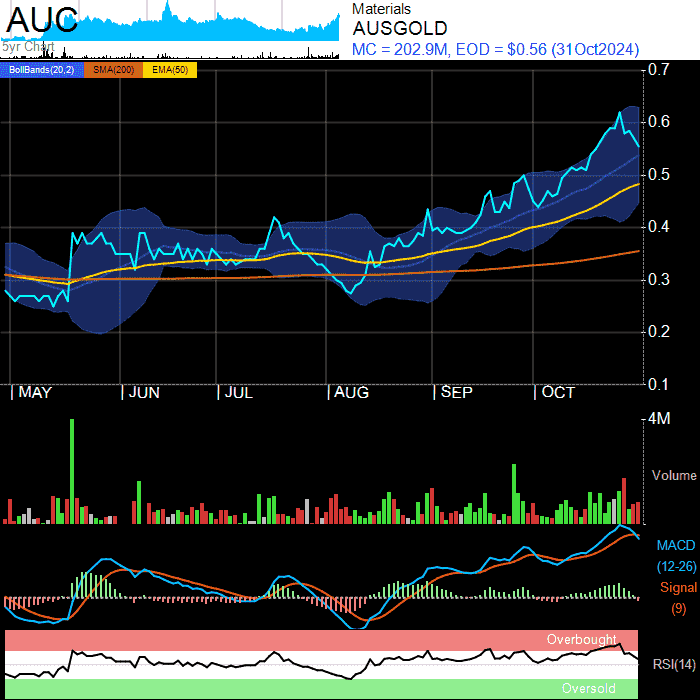 AUC
5yr Chart
Materials
AUSGOLD
MC = 202.9M, EOD = $0.56 (31Oct2024)
BollBands(20,2) SMA(200) EMA(50)
0.7
0.6
0.5
0.4
0.3
0.2
0.1
MAY JUN JUL AUG SEP OCT
4M
Volume
MACD
(12-26)
Signal
(9)
Overbought
RSI(14)
Oversold